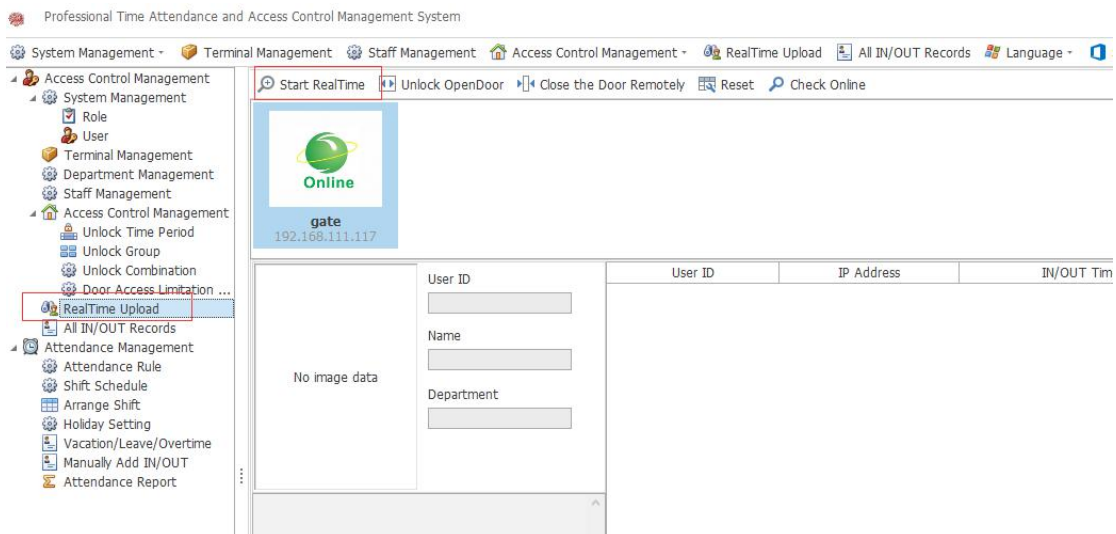 Professional Time Attendance and Access Control Management System
System Management Terminal Management Staff Management Access Control Management RealTime Upload All IN/OUT Records Language
Access Control Management
System Management
Role
User
Terminal Management
Department Management
Staff Management
Access Control Management
Unlock Time Period
Unlock Group
Unlock Combination
Door Access Limitation ...
RealTime Upload
All IN/OUT Records
Attendance Management
Attendance Rule
Shift Schedule
Arrange Shift
Holiday Setting
Vacation/Leave/Overtime
Manually Add IN/OUT
Attendance Report
Start RealTime Unlock OpenDoor Close the Door Remotely Reset Check Online
Online
gate
192.168.111.117
No image data
User ID
Name
Department
User ID IP Address IN/OUT Tim